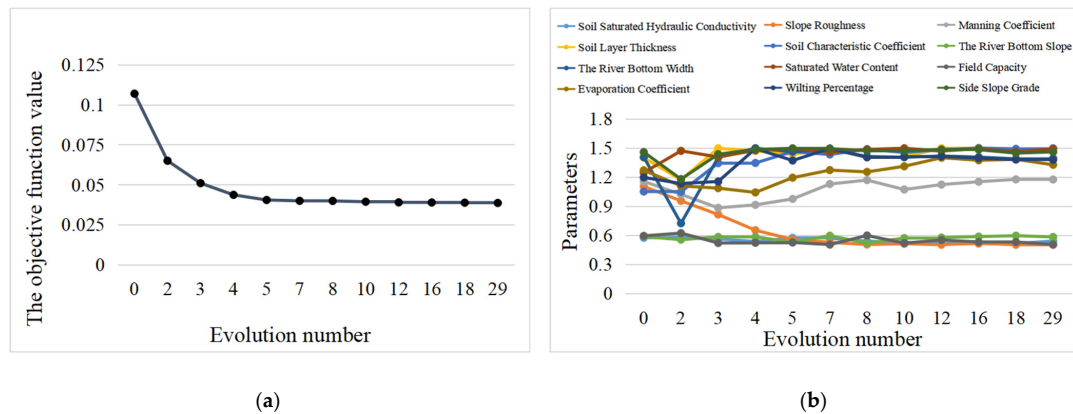 The objective function value
0.125
0.1
0.075
0.05
0.025
0
0 2 3 4 5 7 8 10 12 16 18 29
Evolution number
(a)
Soil Saturated Hydraulic Conductivity
Slope Roughness
Manning Coefficient
Soil Layer Thickness
Soil Characteristic Coefficient
The River Bottom Slope
The River Bottom Width
Saturated Water Content
Field Capacity
Evaporation Coefficient
Wilting Percentage
Side Slope Grade
Parameters
1.8
1.5
1.2
0.9
0.6
0.3
0
0 2 3 4 5 7 8 10 12 16 18 29
Evolution number
(b)